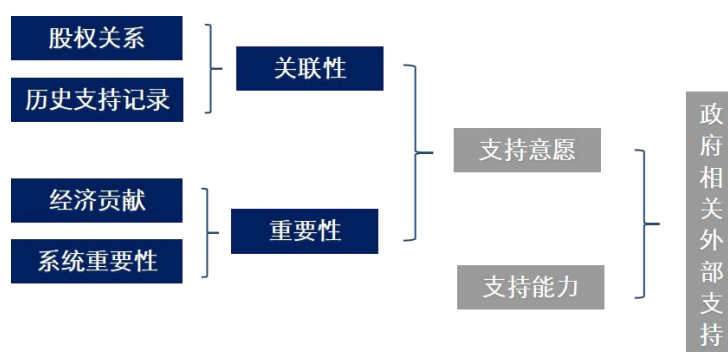 股权关系
历史支持记录
关联性
经济贡献
系统重要性
重要性
支持意愿
支持能力
政府相关外部支持